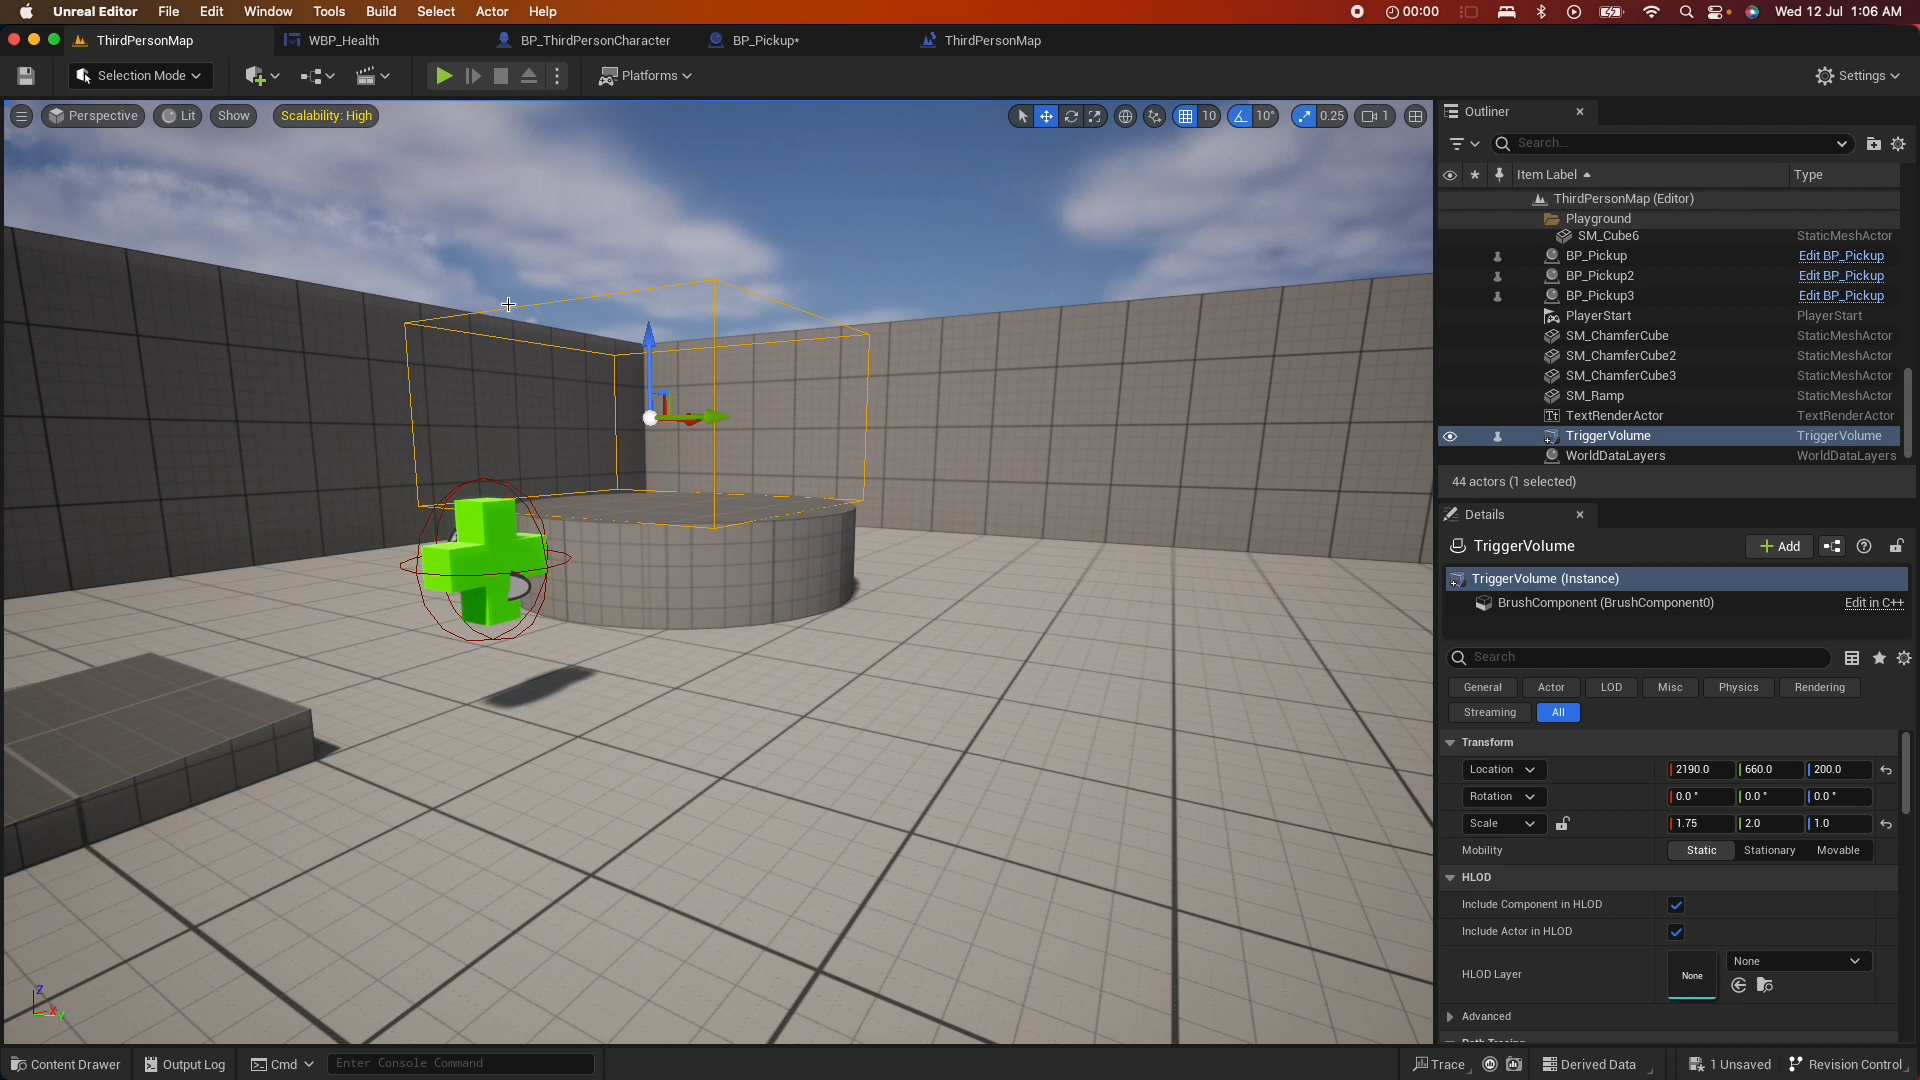 Unreal Editor File Edit Window Tools Build Select Actor Help 00:00 Wed 12 Jul 1:06 AM
ThirdPersonMap WBP_Health BP_ThirdPersonCharacter BP_Pickup* ThirdPersonMap
Selection Mode Platforms Settings
Perspective Lit Show Scalability: High 10 10° 0.25 1
Outliner
Search...
Item Label Type
ThirdPersonMap (Editor)
Playground
SM_Cube6 StaticMeshActor
BP_Pickup Edit BP_Pickup
BP_Pickup2 Edit BP_Pickup
BP_Pickup3 Edit BP_Pickup
PlayerStart PlayerStart
SM_ChamferCube StaticMeshActor
SM_ChamferCube2 StaticMeshActor
SM_ChamferCube3 StaticMeshActor
SM_Ramp StaticMeshActor
TextRenderActor TextRenderActor
TriggerVolume TriggerVolume
WorldDataLayers WorldDataLayers
44 actors (1 selected)
Details
TriggerVolume Add
TriggerVolume (Instance)
BrushComponent (BrushComponent0) Edit in C++
Search
General Actor LOD Misc Physics Rendering
Streaming All
Transform
Location 2190.0 660.0 200.0
Rotation 0.0 ° 0.0 ° 0.0 °
Scale 1.75 2.0 1.0
Mobility Static Stationary Movable
HLOD
Include Component in HLOD
Include Actor in HLOD
HLOD Layer None None
Advanced
Z
X
Y
Content Drawer Output Log Cmd Enter Console Command Trace Derived Data 1 Unsaved Revision Control